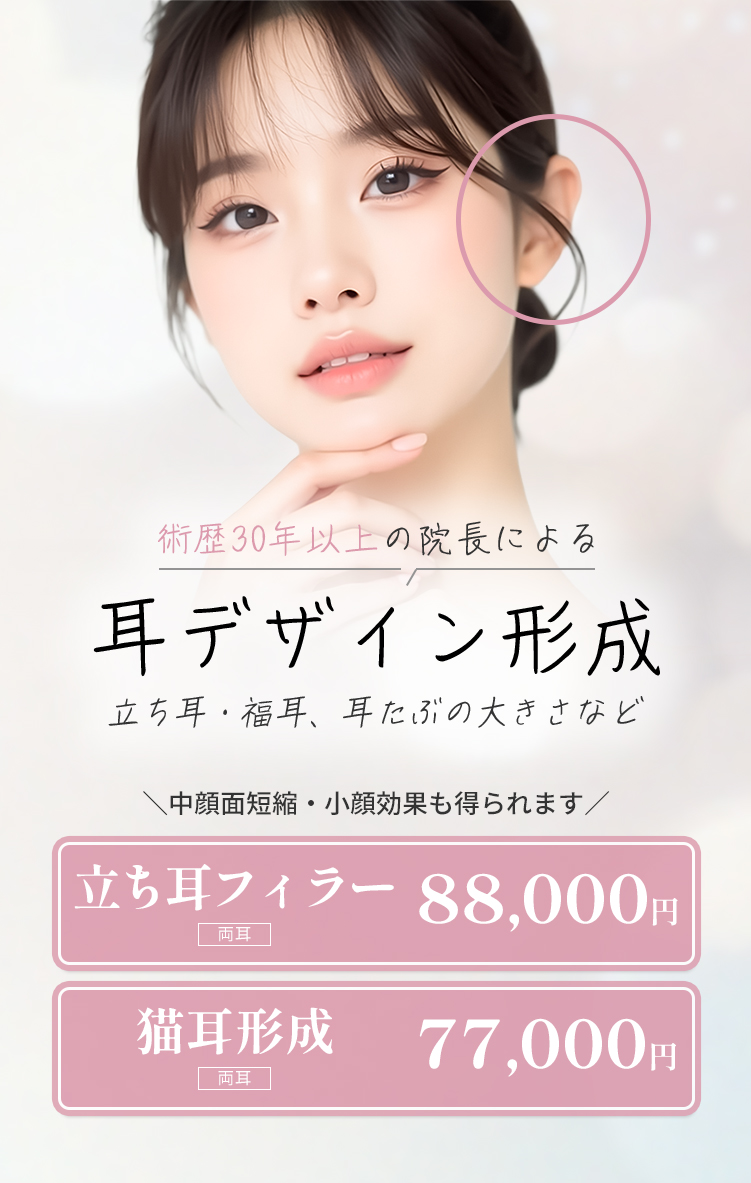 術歴30年以上の院長による
耳デザイン形成
立ち耳・福耳、耳たぶの大きさなど
＼中顔面短縮・小顔効果も得られます／
立ち耳フィラー 88,000円
両耳
猫耳形成 77,000円
両耳